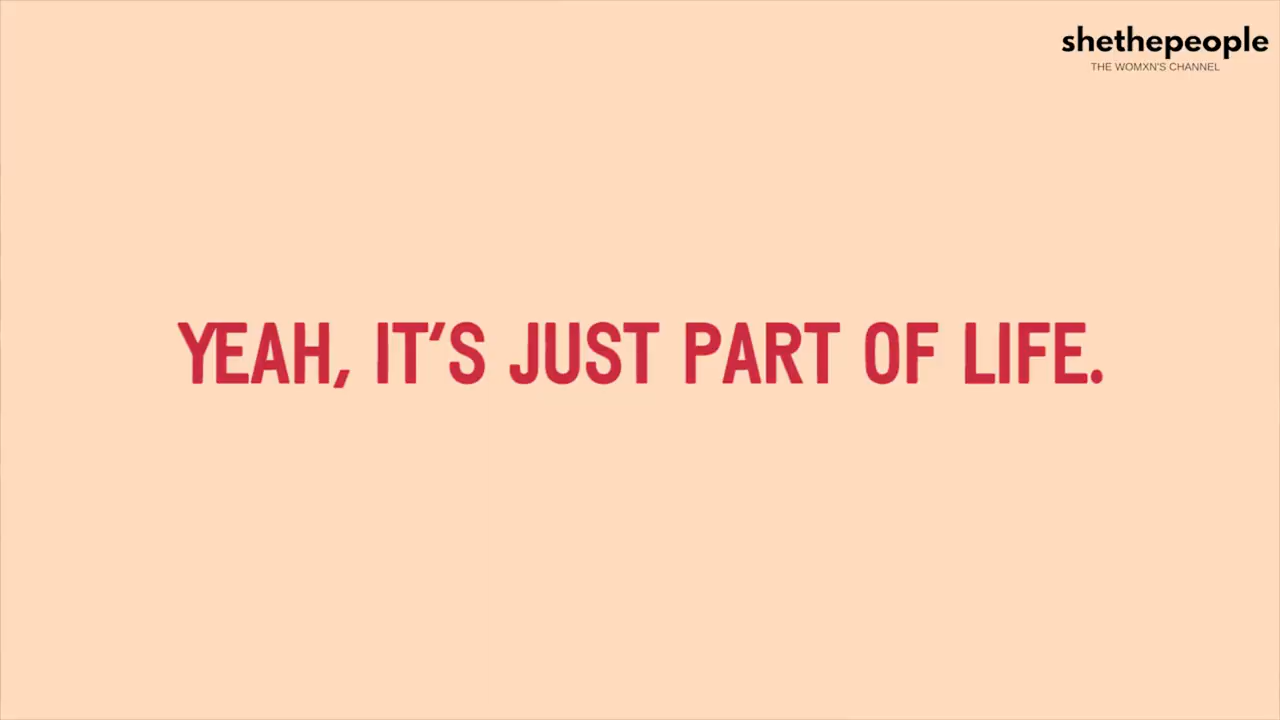 shethepeople
THE WOMXN'S CHANNEL
YEAH, IT'S JUST PART OF LIFE.